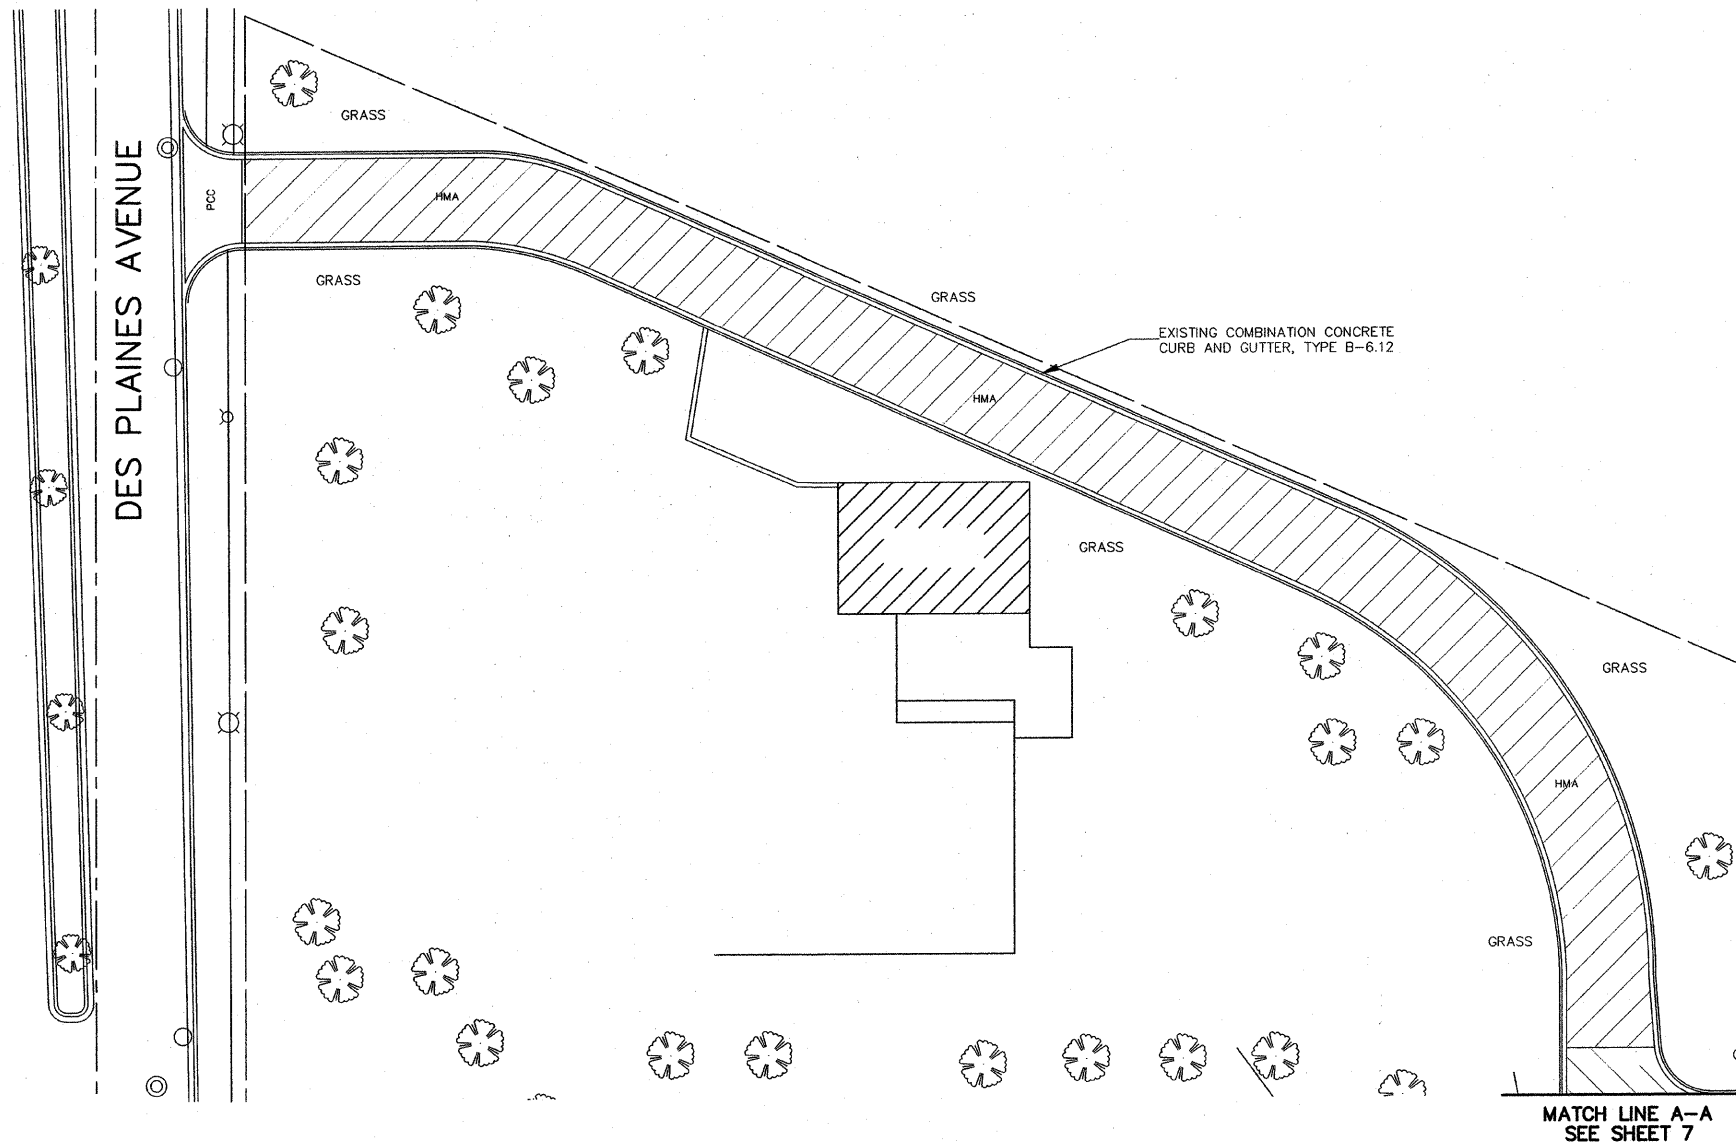 GRASS
DES PLAINES AVENUE
PCC
HMA
GRASS
GRASS
EXISTING COMBINATION CONCRETE
CURB AND GUTTER, TYPE B-6.12
HMA
GRASS
GRASS
HMA
GRASS
MATCH LINE A-A
SEE SHEET 7